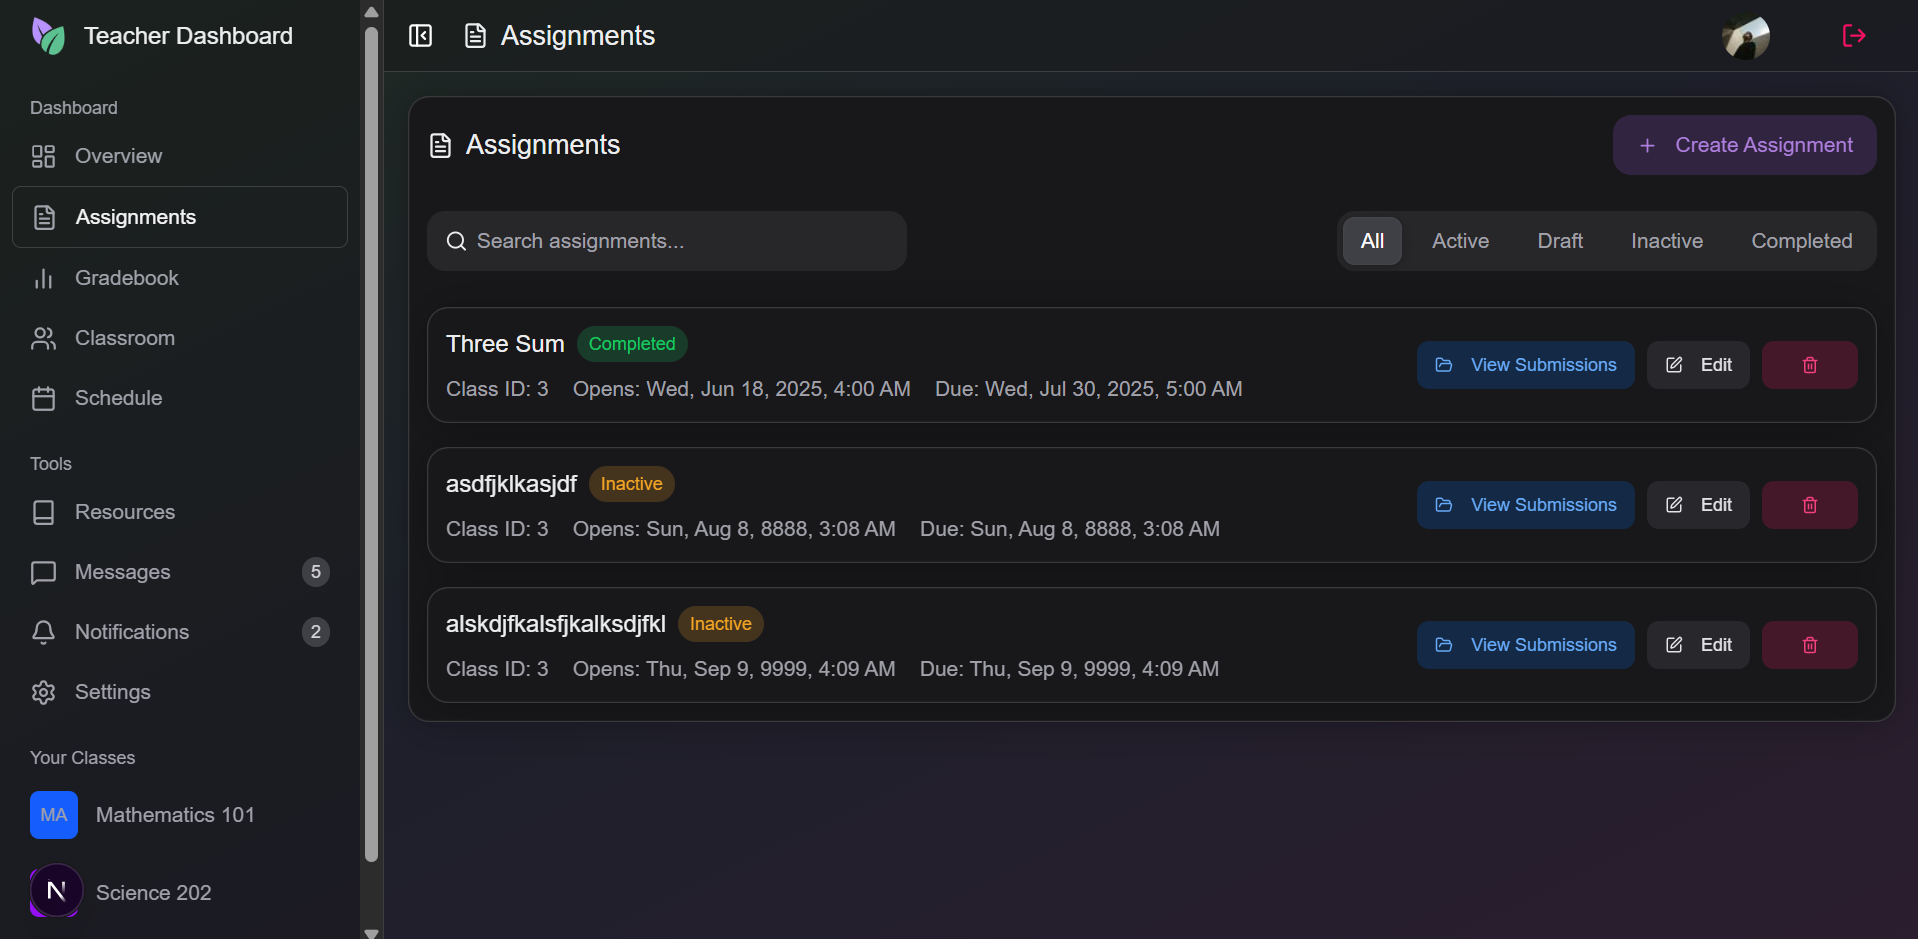 Teacher Dashboard
Dashboard
Overview
Assignments
Gradebook
Classroom
Schedule
Tools
Resources
Messages 5
Notifications 2
Settings
Your Classes
MA Mathematics 101
N Science 202
Assignments
Assignments
Create Assignment
Search assignments...
All Active Draft Inactive Completed
Three Sum Completed
Class ID: 3 Opens: Wed, Jun 18, 2025, 4:00 AM Due: Wed, Jul 30, 2025, 5:00 AM
View Submissions Edit
asdfjklkasjdf Inactive
Class ID: 3 Opens: Sun, Aug 8, 8888, 3:08 AM Due: Sun, Aug 8, 8888, 3:08 AM
View Submissions Edit
alskdjfkalsfjkalksdjfkl Inactive
Class ID: 3 Opens: Thu, Sep 9, 9999, 4:09 AM Due: Thu, Sep 9, 9999, 4:09 AM
View Submissions Edit